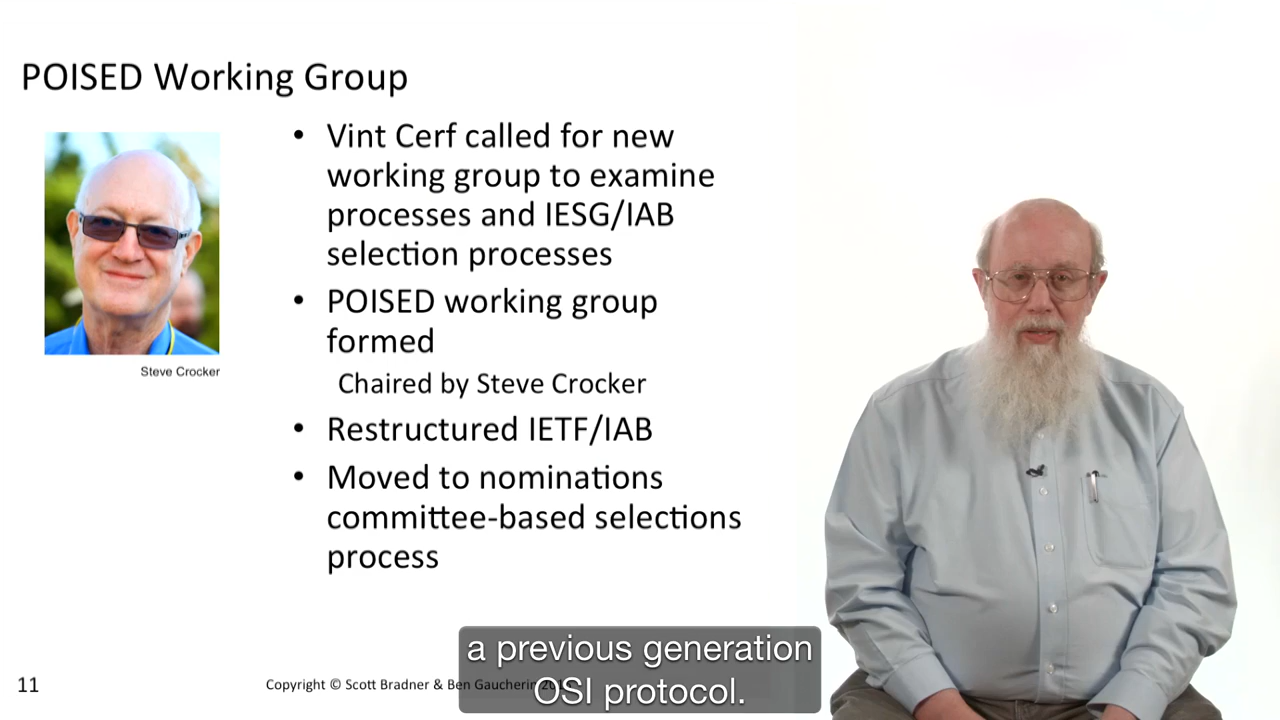 POISED Working Group
• Vint Cerf called for new
working group to examine
processes and IESG/IAB
selection processes
• POISED working group
formed
Chaired by Steve Crocker
• Restructured IETF/IAB
• Moved to nominations
committee-based selections
process
Steve Crocker
a previous generation
OSI protocol.
11
Copyright © Scott Bradner & Ben Gaucherin